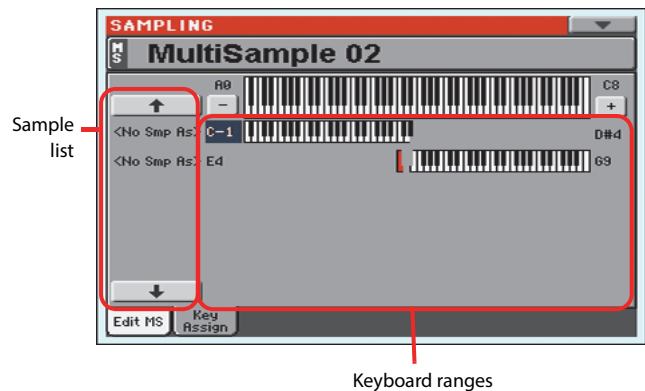 SAMPLING
MS MultiSample 02
A0 C8
- +
Sample list
<No Smp As> C-1 D#4
<No Smp As> E4 G9
Edit MS Key Assign
Keyboard ranges